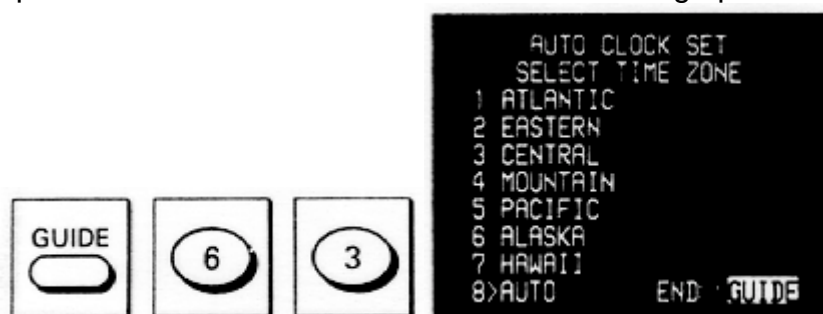 AUTO CLOCK SET
SELECT TIME ZONE
1 ATLANTIC
2 EASTERN
3 CENTRAL
4 MOUNTAIN
5 PACIFIC
6 ALASKA
7 HAWAII
8>AUTO END :GUIDE
GUIDE
6
3